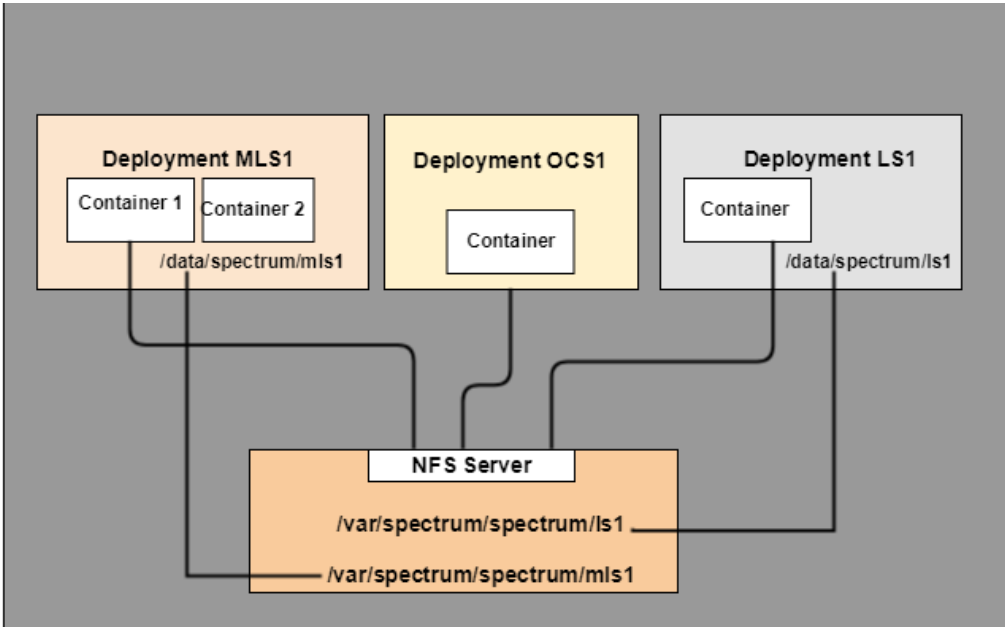 Deployment MLS1
Container 1
Container 2
/data/spectrum/mls1
Deployment OCS1
Container
Deployment LS1
Container
/data/spectrum/ls1
NFS Server
/var/spectrum/spectrum/ls1
/var/spectrum/spectrum/mls1